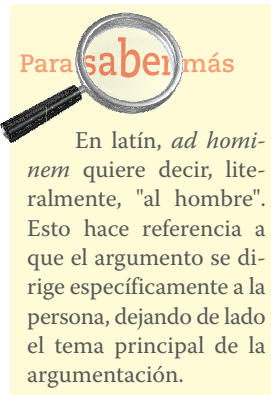 Para saber más
En latín, ad homi-
nem quiere decir, lite-
ralmente, "al hombre".
Esto hace referencia a
que el argumento se di-
rige específicamente a la
persona, dejando de lado
el tema principal de la
argumentación.